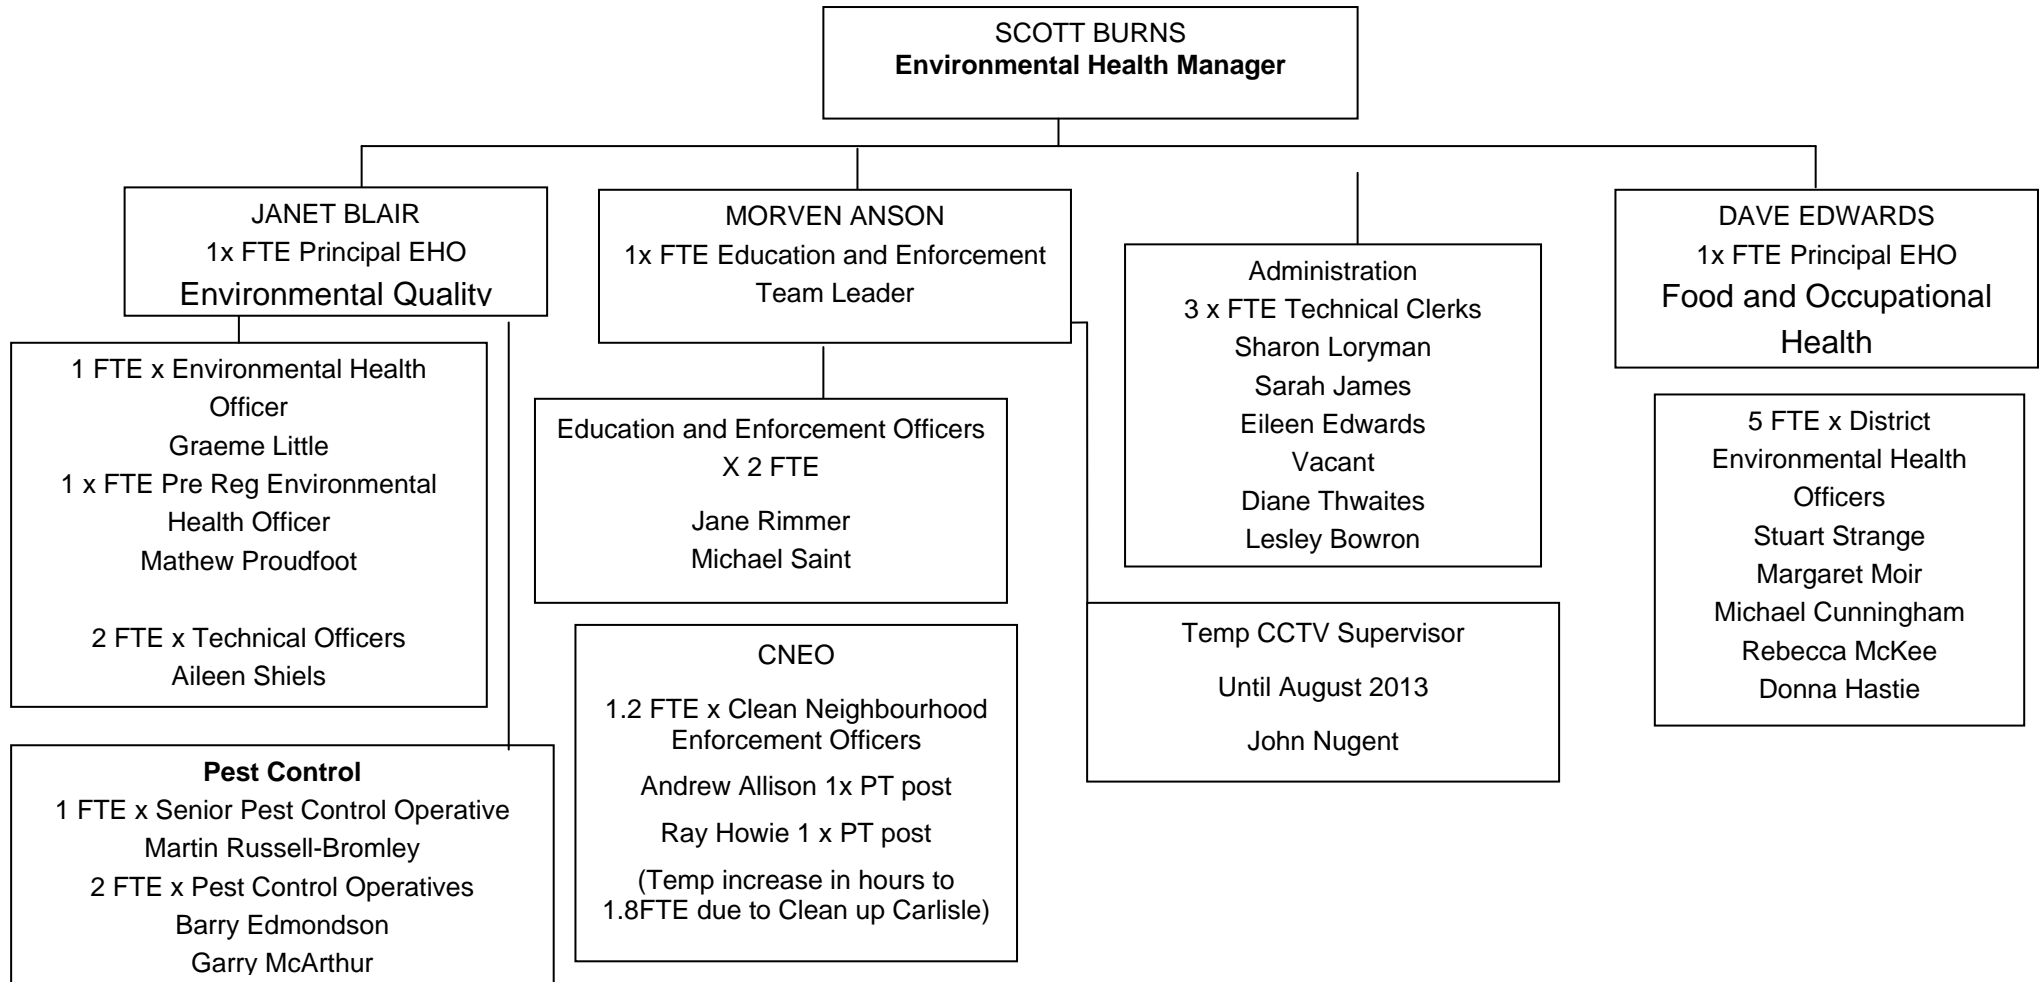 SCOTT BURNS
Environmental Health Manager
JANET BLAIR
1x FTE Principal EHO
Environmental Quality
MORVEN ANSON
1x FTE Education and Enforcement
Team Leader
Administration
3 x FTE Technical Clerks
Sharon Loryman
Sarah James
Eileen Edwards
Vacant
Diane Thwaites
Lesley Bowron
DAVE EDWARDS
1x FTE Principal EHO
Food and Occupational
Health
1 FTE x Environmental Health
Officer
Graeme Little
1 x FTE Pre Reg Environmental
Health Officer
Mathew Proudfoot
2 FTE x Technical Officers
Aileen Shiels
Education and Enforcement Officers
X 2 FTE
Jane Rimmer
Michael Saint
5 FTE x District
Environmental Health
Officers
Stuart Strange
Margaret Moir
Michael Cunningham
Rebecca McKee
Donna Hastie
Pest Control
1 FTE x Senior Pest Control Operative
Martin Russell-Bromley
2 FTE x Pest Control Operatives
Barry Edmondson
Garry McArthur
CNEO
1.2 FTE x Clean Neighbourhood
Enforcement Officers
Andrew Allison 1x PT post
Ray Howie 1 x PT post
(Temp increase in hours to
1.8FTE due to Clean up Carlisle)
Temp CCTV Supervisor
Until August 2013
John Nugent